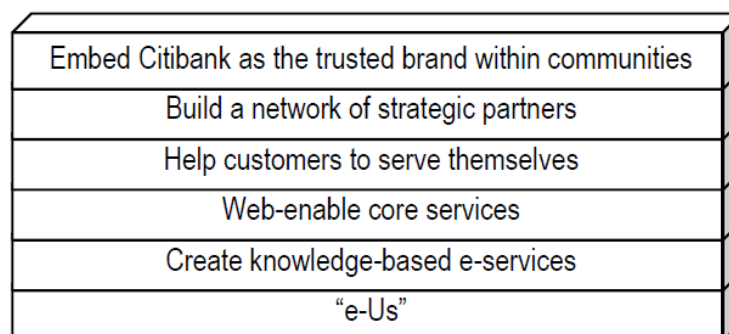 Embed Citibank as the trusted brand within communities
Build a network of strategic partners
Help customers to serve themselves
Web-enable core services
Create knowledge-based e-services
“e-Us”